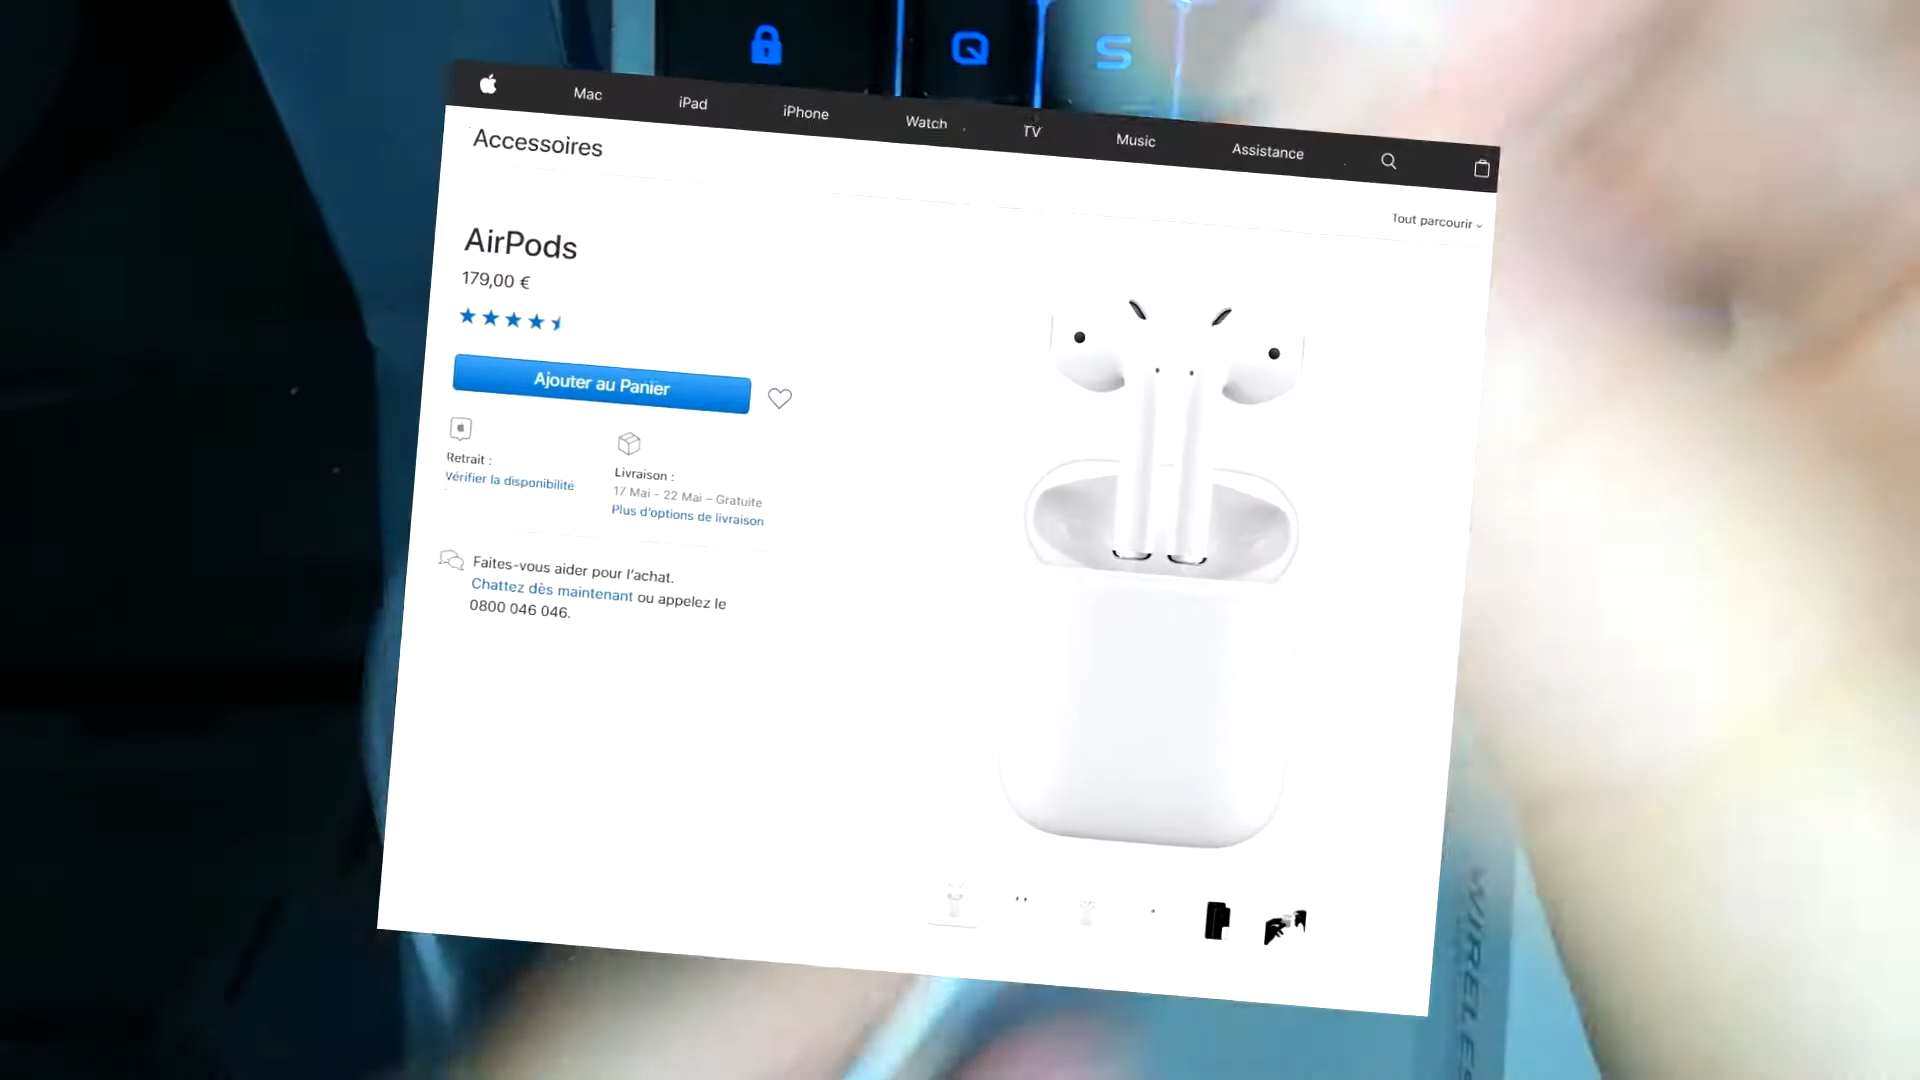 Q S
Mac iPad iPhone Watch TV Music Assistance
Accessoires
Tout parcourir
AirPods
179,00 €
Ajouter au Panier
Retrait :
Vérifier la disponibilité
Livraison :
17 Mai - 22 Mai – Gratuite
Plus d'options de livraison
Faites-vous aider pour l'achat.
Chattez dès maintenant ou appelez le
0800 046 046.
WIRELESS